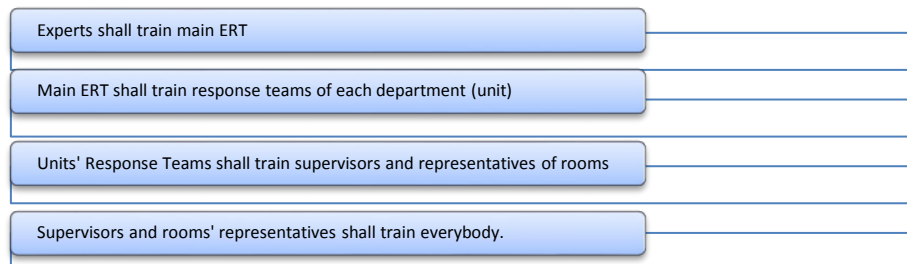 Experts shall train main ERT
Main ERT shall train response teams of each department (unit)
Units' Response Teams shall train supervisors and representatives of rooms
Supervisors and rooms' representatives shall train everybody.